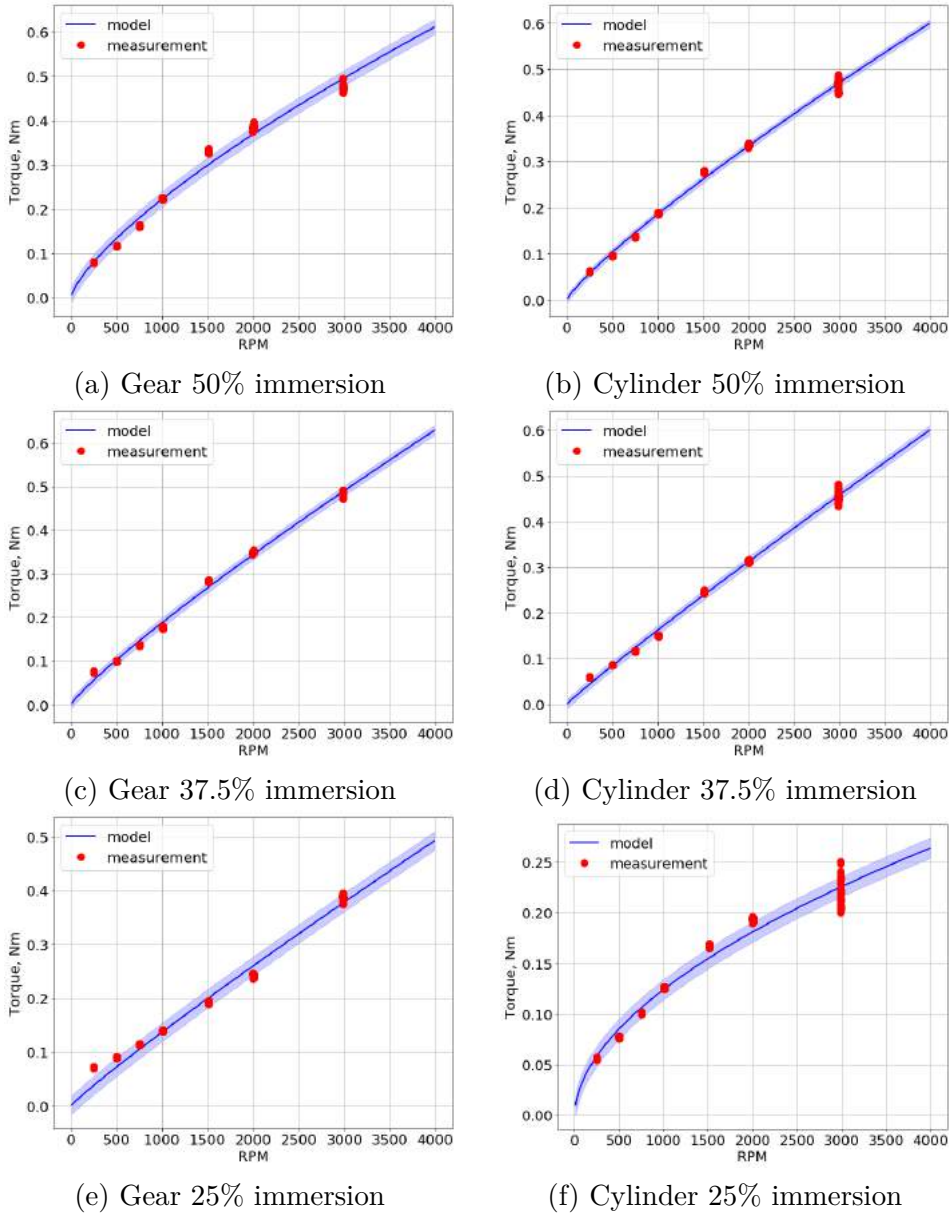 0.6
0.5
0.4
0.3
0.2
0.1
0.0
Torque, Nm
model
measurement
0 500 1000 1500 2000 2500 3000 3500 4000
RPM
(a) Gear 50% immersion
0.6
0.5
0.4
0.3
0.2
0.1
0.0
Torque, Nm
model
measurement
0 500 1000 1500 2000 2500 3000 3500 4000
RPM
(b) Cylinder 50% immersion
0.6
0.5
0.4
0.3
0.2
0.1
0.0
Torque, Nm
model
measurement
0 500 1000 1500 2000 2500 3000 3500 4000
RPM
(c) Gear 37.5% immersion
0.6
0.5
0.4
0.3
0.2
0.1
0.0
Torque, Nm
model
measurement
0 500 1000 1500 2000 2500 3000 3500 4000
RPM
(d) Cylinder 37.5% immersion
0.5
0.4
0.3
0.2
0.1
0.0
Torque, Nm
model
measurement
0 500 1000 1500 2000 2500 3000 3500 4000
RPM
(e) Gear 25% immersion
0.25
0.20
0.15
0.10
0.05
0.00
Torque, Nm
model
measurement
0 500 1000 1500 2000 2500 3000 3500 4000
RPM
(f) Cylinder 25% immersion